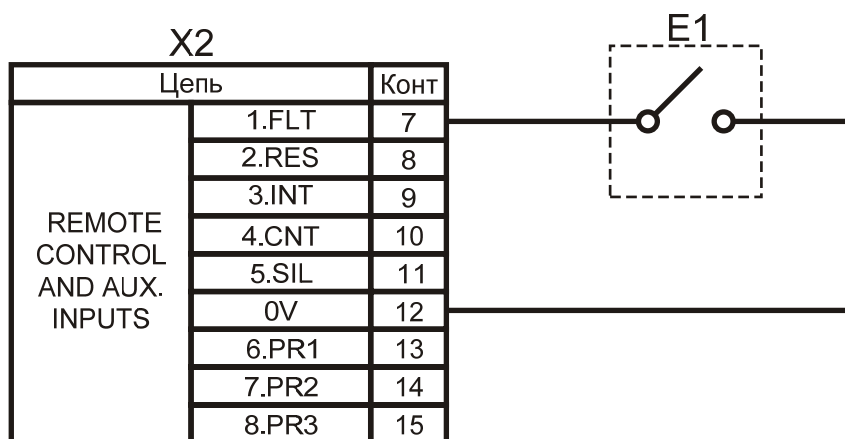 X2
E1
Цепь Конт
REMOTE
CONTROL
AND AUX.
INPUTS
1.FLT 7
2.RES 8
3.INT 9
4.CNT 10
5.SIL 11
0V 12
6.PR1 13
7.PR2 14
8.PR3 15